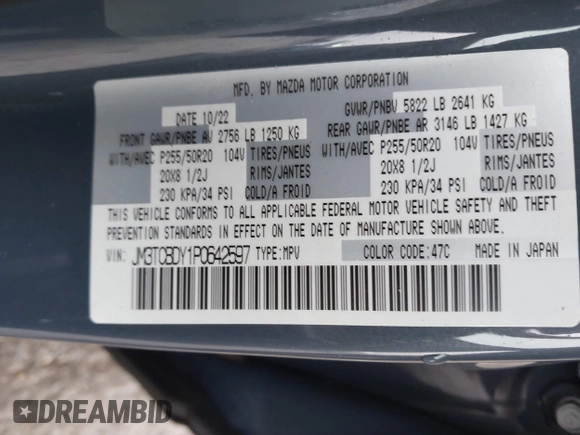 MFD. BY MAZDA MOTOR CORPORATION
DATE 10/22
GVWR/PNBV 5822 LB 2641 KG
FRONT GAWR/PNBE AV 2756 LB 1250 KG
REAR GAWR/PNBE AR 3146 LB 1427 KG
WITH/AVEC P255/50R20 104V TIRES/PNEUS
WITH/AVEC P255/50R20 104V TIRES/PNEUS
20X8 1/2J RIMS/JANTES
20X8 1/2J RIMS/JANTES
230 KPA/34 PSI COLD/A FROID
230 KPA/34 PSI COLD/A FROID
THIS VEHICLE CONFORMS TO ALL APPLICABLE FEDERAL MOTOR VEHICLE SAFETY AND THEFT
PREVENTION STANDARDS IN EFFECT ON THE DATE OF MANUFACTURE SHOWN ABOVE.
VIN: JM3TCBDY1P0642597 TYPE:MPV COLOR CODE:47C MADE IN JAPAN
DREAMBID